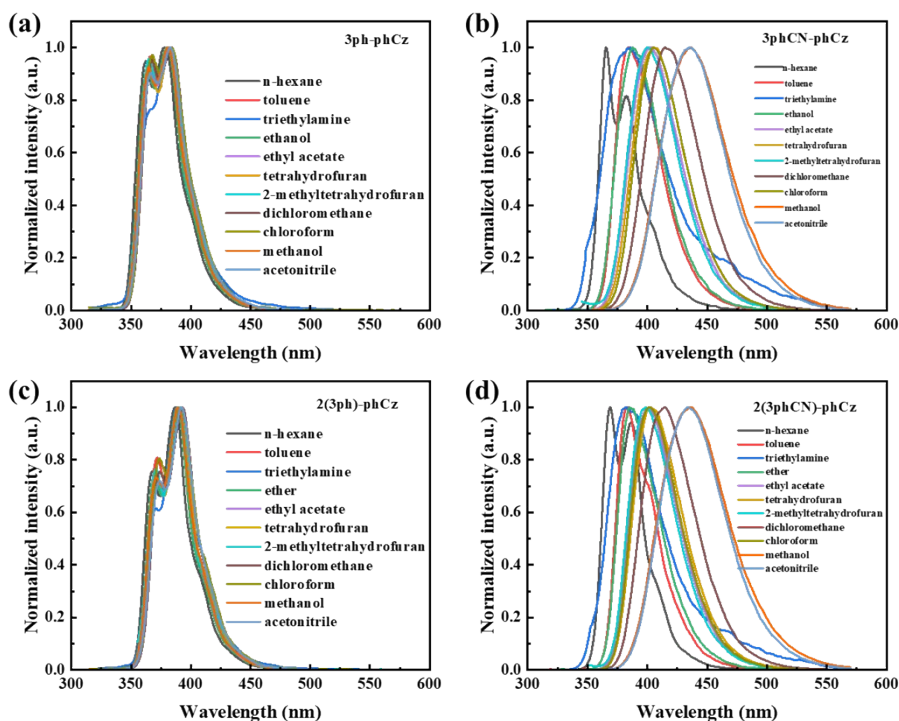 (a)
3ph-phCz
n-hexane
toluene
triethylamine
ethanol
ethyl acetate
tetrahydrofuran
2-methyltetrahydrofuran
dichloromethane
chloroform
methanol
acetonitrile
Normalized intensity (a.u.)
1.0
0.8
0.6
0.4
0.2
0.0
300 350 400 450 500 550 600
Wavelength (nm)
(b)
3phCN-phCz
n-hexane
toluene
triethylamine
ethanol
ethyl acetate
tetrahydrofuran
2-methyltetrahydrofuran
dichloromethane
chloroform
methanol
acetonitrile
Normalized intensity (a.u.)
1.0
0.8
0.6
0.4
0.2
0.0
300 350 400 450 500 550 600
Wavelength (nm)
(c)
2(3ph)-phCz
n-hexane
toluene
triethylamine
ether
ethyl acetate
tetrahydrofuran
2-methyltetrahydrofuran
dichloromethane
chloroform
methanol
acetonitrile
Normalized intensity (a.u.)
1.0
0.8
0.6
0.4
0.2
0.0
300 350 400 450 500 550 600
Wavelength (nm)
(d)
2(3phCN)-phCz
n-hexane
toluene
triethylamine
ether
ethyl acetate
tetrahydrofuran
2-methyltetrahydrofuran
dichloromethane
chloroform
methanol
acetonitrile
Normalized intensity (a.u.)
1.0
0.8
0.6
0.4
0.2
0.0
300 350 400 450 500 550 600
Wavelength (nm)